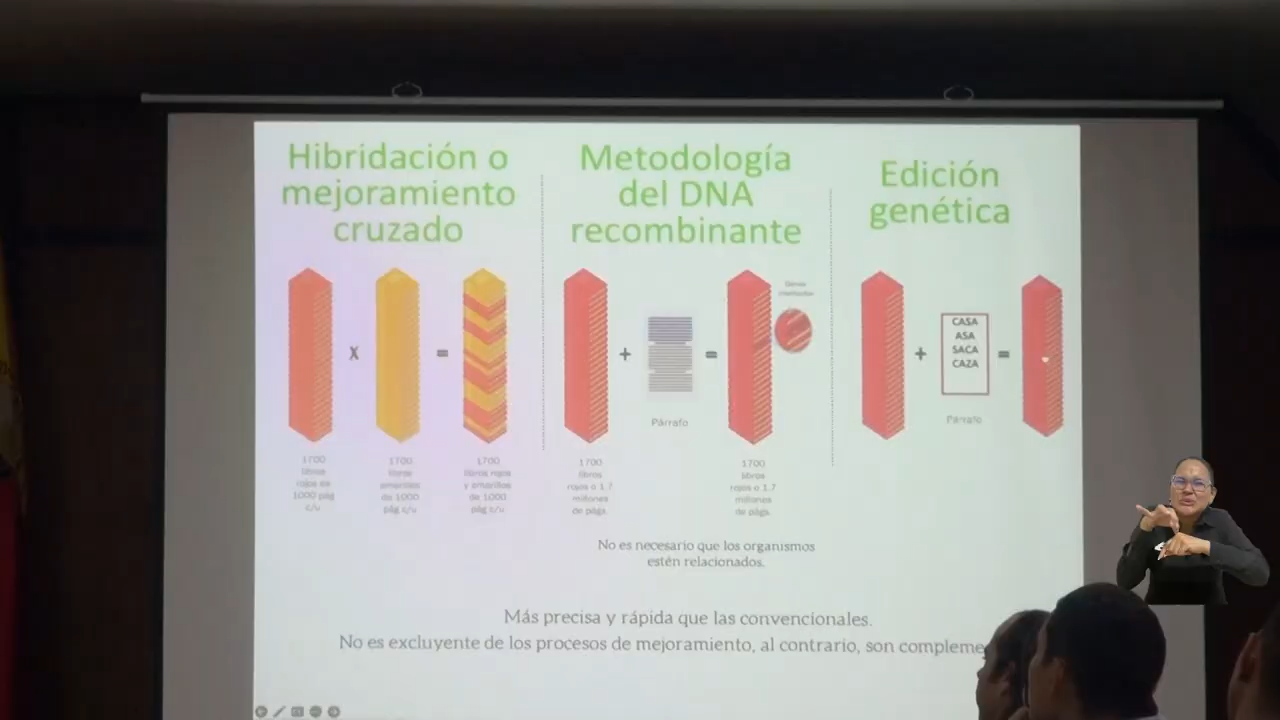 Hibridación o
mejoramiento
cruzado
x
=
1700
libros
rojos de
1000 pág
c/u
1700
libros
amarillos
de 1000
pág c/u
1700
libros rojos
y amarillos
de 1000
pág c/u
Metodología
del DNA
recombinante
+
=
Párrafo
1700
libros
rojos o 1.7
millones
de págs.
1700
libros
rojos o 1.7
millones
de págs.
No es necesario que los organismos
estén relacionados.
Edición
genética
+
CASA
ASA
SACA
CAZA
=
Párrafo
Más precisa y rápida que las convencionales.
No es excluyente de los procesos de mejoramiento, al contrario, sonompleme